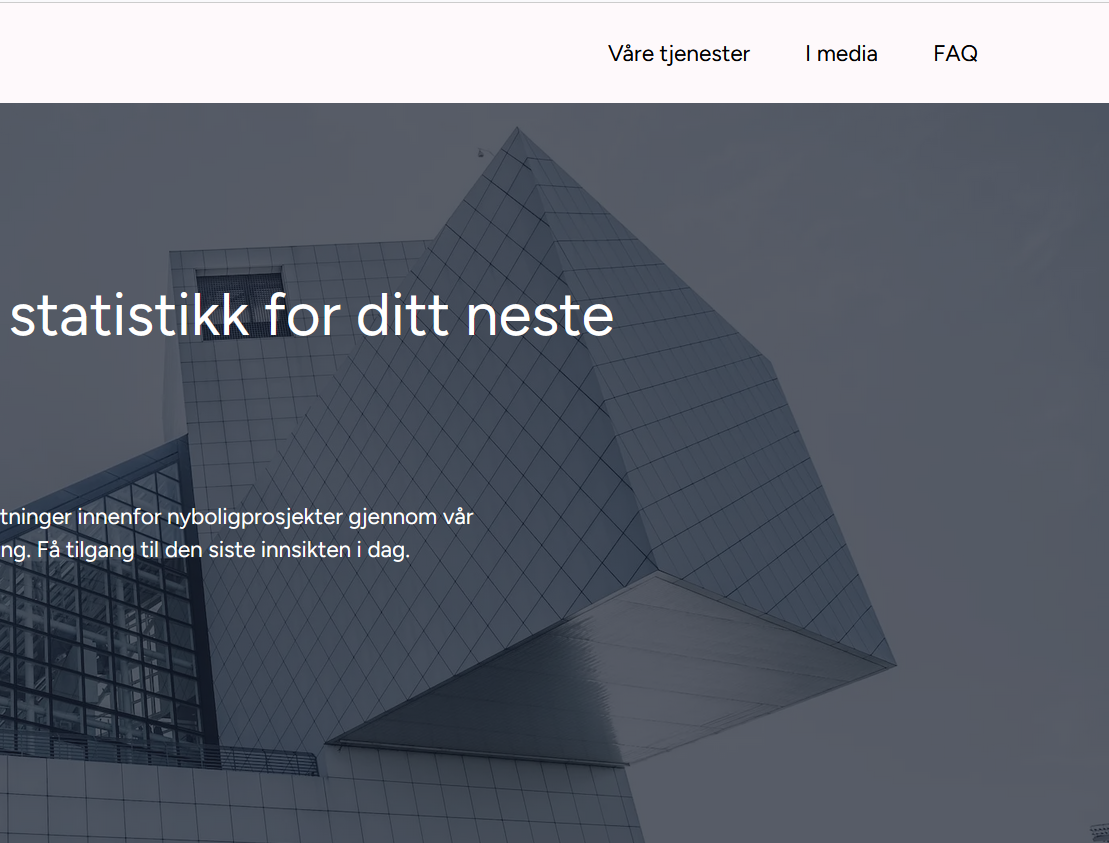 Våre tjenester I media FAQ
statistikk for ditt neste
tninger innenfor nyboligprosjekter gjennom vår
ng. Få tilgang til den siste innsikten i dag.